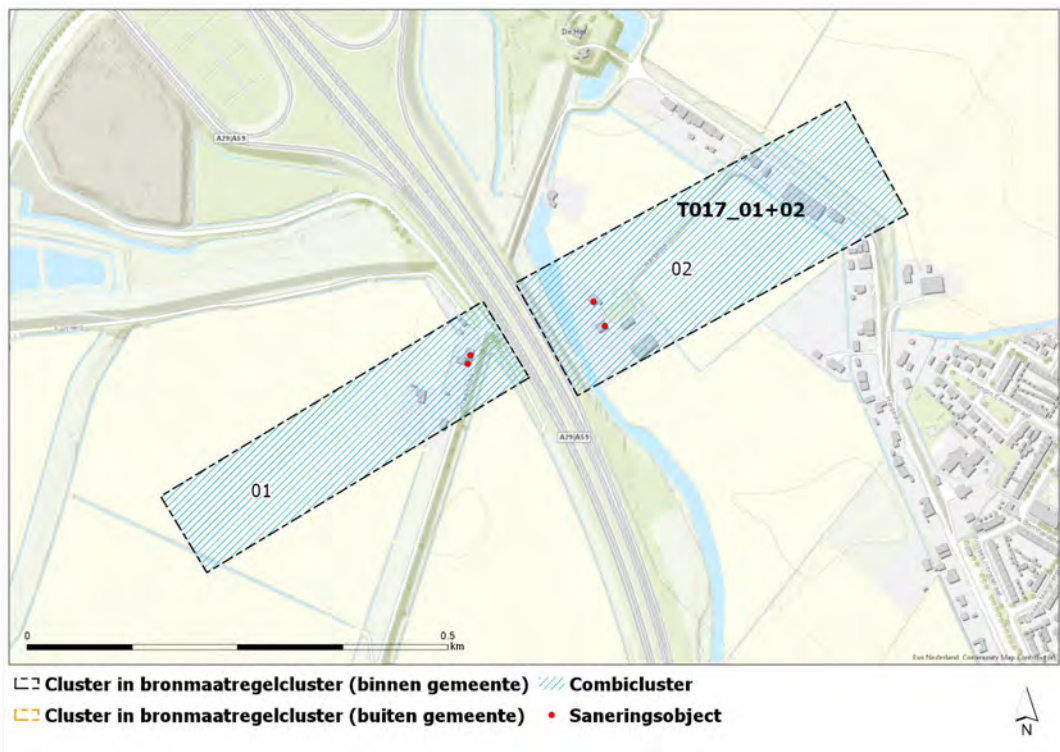 De Hel
A29|A59
T017_01+02
02
A29|A59
01
0 0.5
km
Esri Nederland, Community Map Contributors
Cluster in bronmaatregelcluster (binnen gemeente) Combicluster
Cluster in bronmaatregelcluster (buiten gemeente) Saneringsobject
N